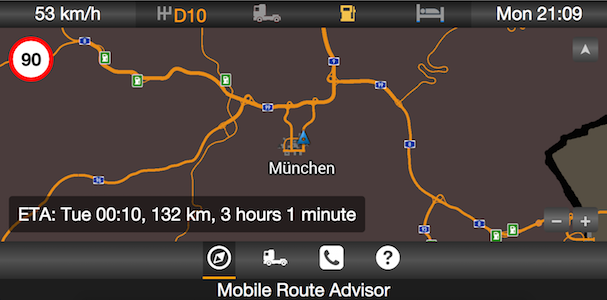 53 km/h D10 Mon 21:09
90
München
ETA: Tue 00:10, 132 km, 3 hours 1 minute
Mobile Route Advisor